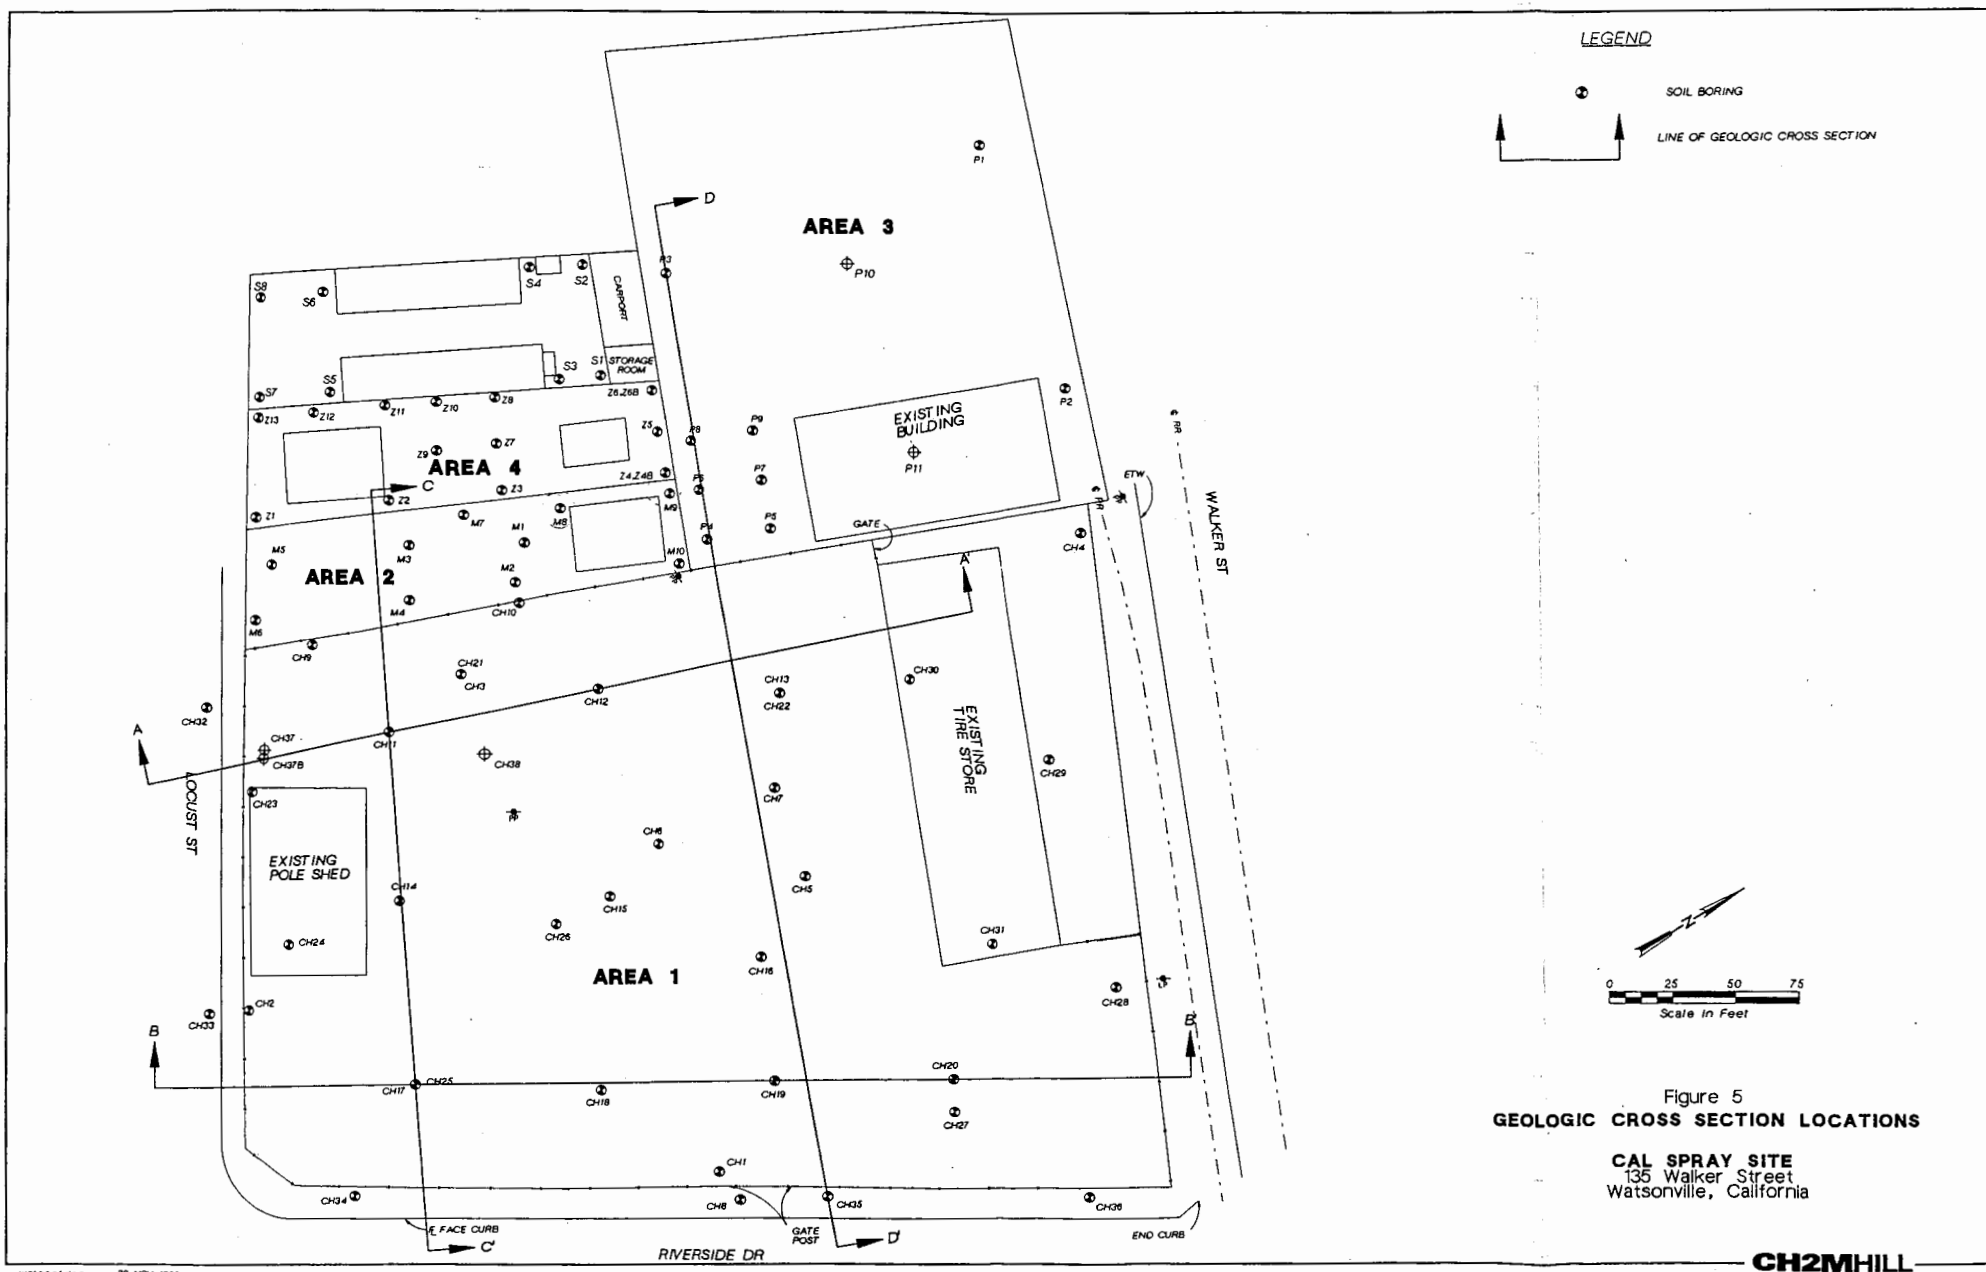 LEGEND
SOIL BORING
LINE OF GEOLOGIC CROSS SECTION
P1
D
AREA 3
P10
P3
S4
S2
S8
S6
CARPORT
S1
STORAGE
ROOM
S3
S7
S5
Z6,Z6B
P2
Z13
Z12
Z11
Z10
Z8
EXISTING
BUILDING
P9
Z5
P8
Z7
Z9
AREA 4
P11
Z4,Z4B
P7
ETW
C
Z2
Z3
P6
M9
RR
RR
WALKER ST
Z1
M7
M1
M8
P4
P5
GATE
CH4
M5
M3
M10
A'
AREA 2
M2
M4
CH10
M6
CH9
CH21
CH3
CH12
CH13
CH22
CH30
CH32
A
CH37
CH11
CH37B
CH38
EXISTING
TIRE STORE
CH29
LOCUST ST
CH23
PP
CH7
CH6
EXISTING
POLE SHED
CH14
CH5
CH15
CH26
CH24
CH31
CH16
AREA 1
CH28
CH2
CH33
B
B'
CH20
CH17
CH25
CH18
CH19
CH27
CH1
CH34
CH8
CH35
CH36
FACE CURB
GATE
POST
END CURB
C'
D'
RIVERSIDE DR
Z
0 25 50 75
Scale in Feet
Figure 5
GEOLOGIC CROSS SECTION LOCATIONS
CAL SPRAY SITE
135 Walker Street
Watsonville, California
CH2MHILL